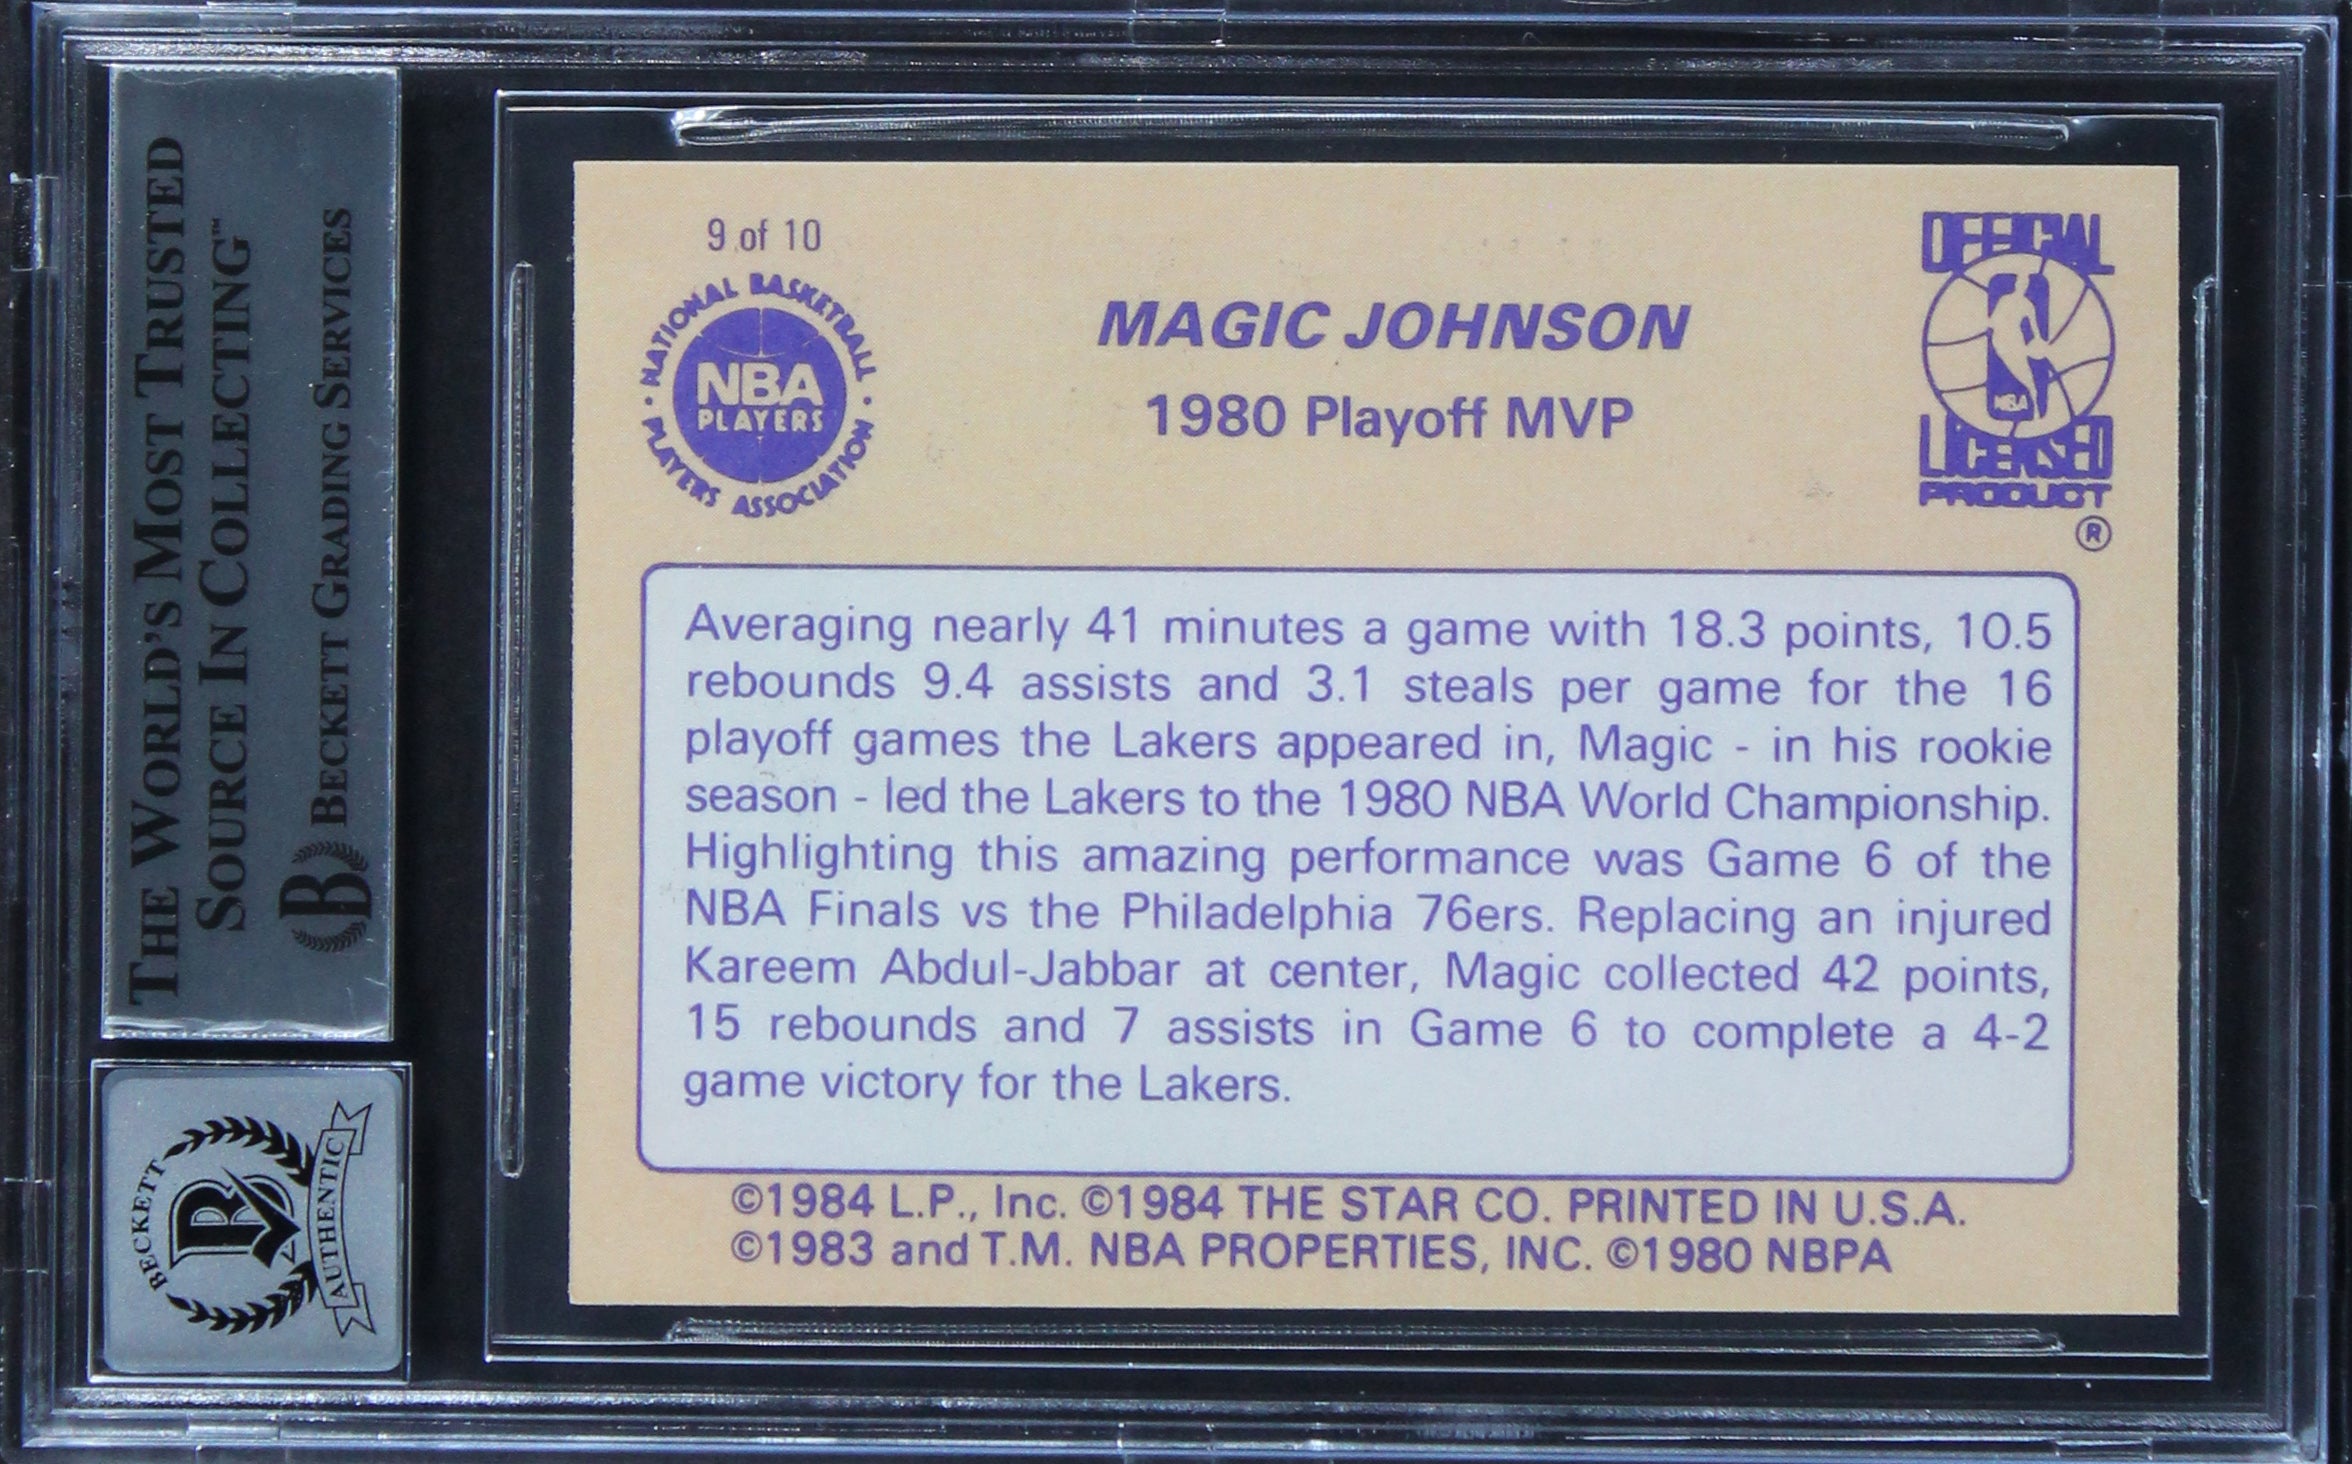 THE WORLD'S MOST TRUSTED
SOURCE IN COLLECTING™
BECKETT GRADING SERVICES
BECKETT
B
AUTHENTIC
9 of 10
NATIONAL BASKETBALL
PLAYERS ASSOCIATION
NBA
PLAYERS
MAGIC JOHNSON
1980 Playoff MVP
OFFICIAL
NBA
LICENSED
PRODUCT
®
Averaging nearly 41 minutes a game with 18.3 points, 10.5
rebounds 9.4 assists and 3.1 steals per game for the 16
playoff games the Lakers appeared in, Magic - in his rookie
season - led the Lakers to the 1980 NBA World Championship.
Highlighting this amazing performance was Game 6 of the
NBA Finals vs the Philadelphia 76ers. Replacing an injured
Kareem Abdul-Jabbar at center, Magic collected 42 points,
15 rebounds and 7 assists in Game 6 to complete a 4-2
game victory for the Lakers.
©1984 L.P., Inc. ©1984 THE STAR CO. PRINTED IN U.S.A.
©1983 and T.M. NBA PROPERTIES, INC. ©1980 NBPA